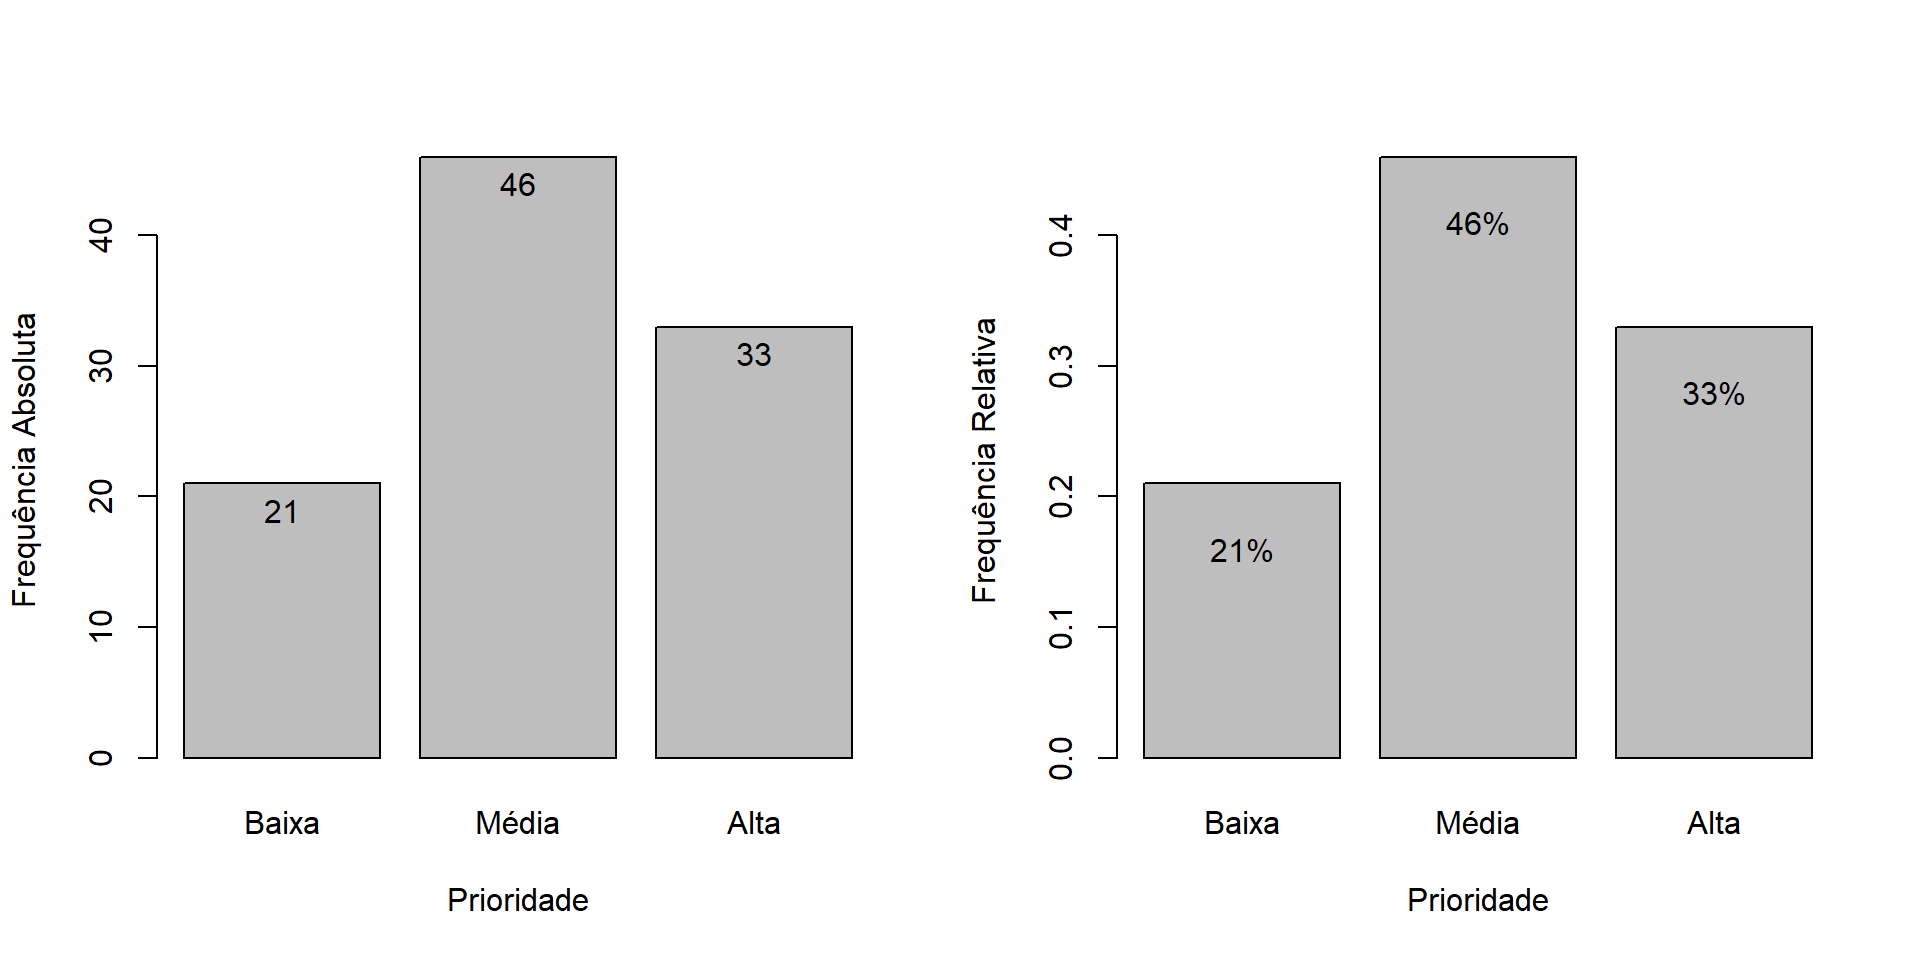 Frequência Absoluta
40
30
20
10
0
46
33
21
Baixa Média Alta
Prioridade
Frequência Relativa
0.4
0.3
0.2
0.1
0.0
46%
33%
21%
Baixa Média Alta
Prioridade